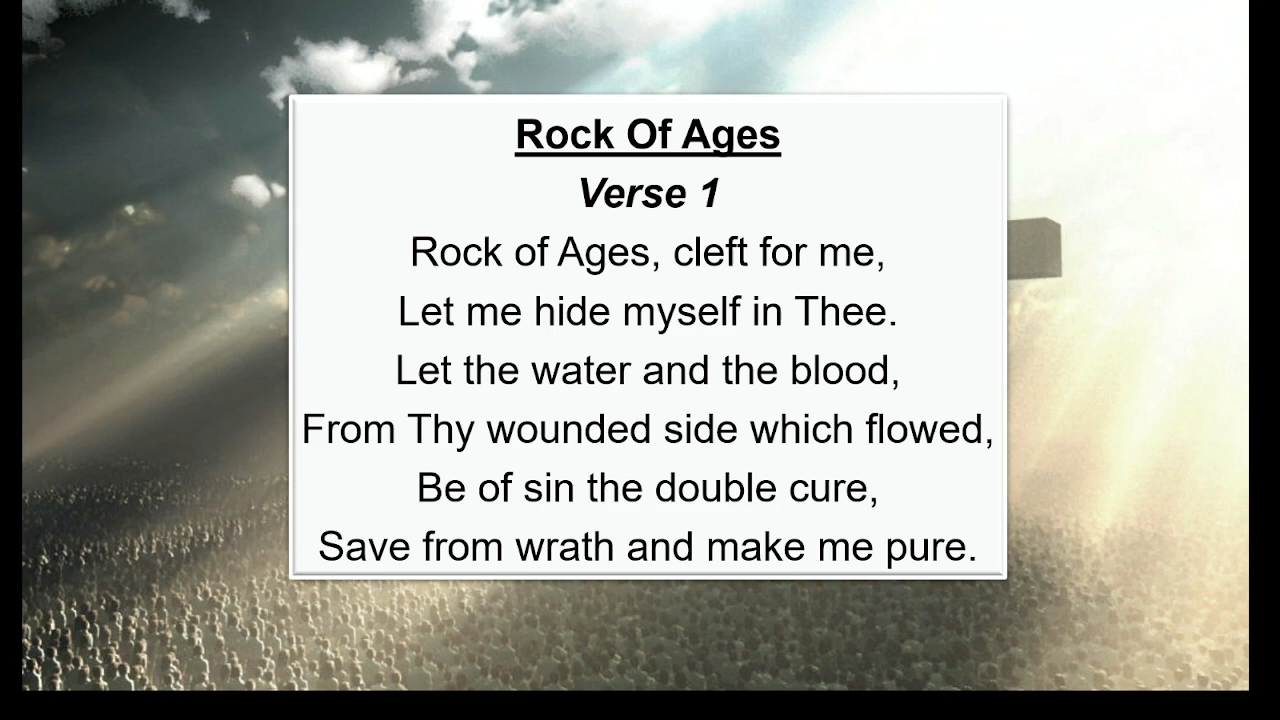 Rock Of Ages
Verse 1
Rock of Ages, cleft for me,
Let me hide myself in Thee.
Let the water and the blood,
From Thy wounded side which flowed,
Be of sin the double cure,
Save from wrath and make me pure.